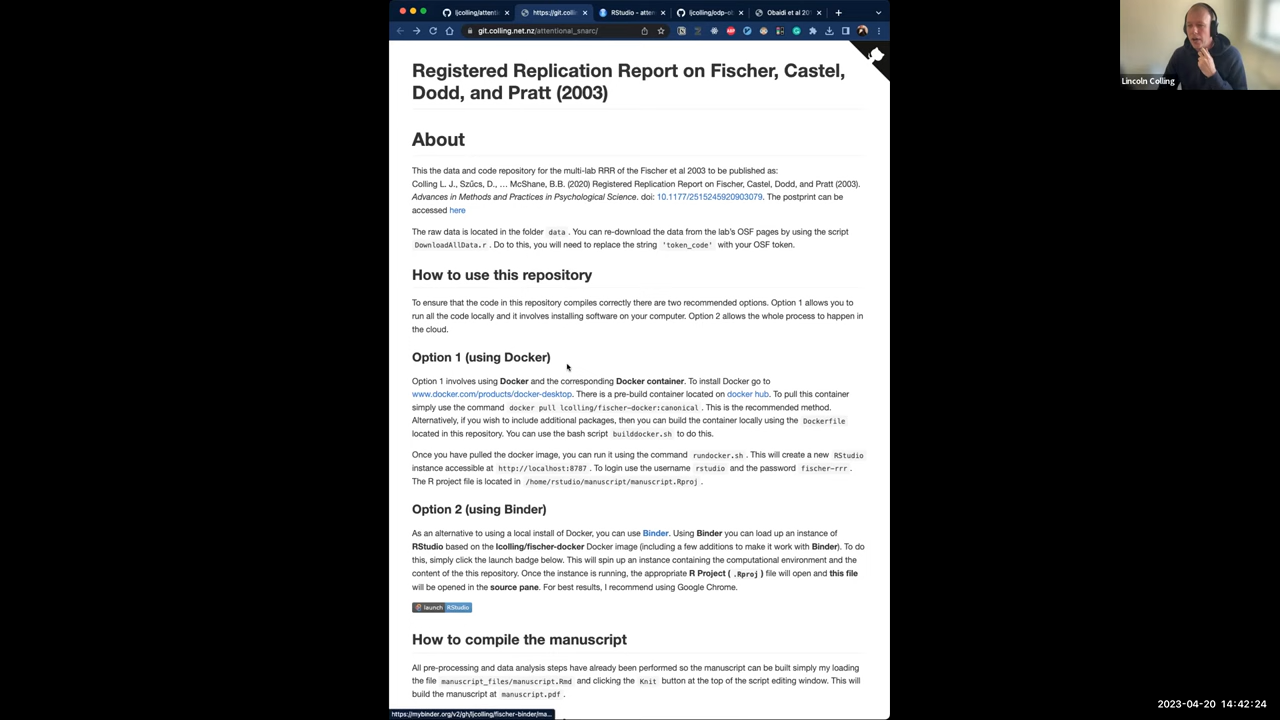 ljcolling/attenti
https://git.collin
RStudio - atten
ljcolling/odp-ot
Obaidi et al 20
git.colling.net.nz/attentional_snarc/
Registered Replication Report on Fischer, Castel,
Dodd, and Pratt (2003)
About
This the data and code repository for the multi-lab RRR of the Fischer et al 2003 to be published as:
Colling L. J., Szűcs, D., … McShane, B.B. (2020) Registered Replication Report on Fischer, Castel, Dodd, and Pratt (2003).
Advances in Methods and Practices in Psychological Science. doi: 10.1177/2515245920903079. The postprint can be
accessed here
The raw data is located in the folder data . You can re-download the data from the lab's OSF pages by using the script
DownloadAllData.r . Do to this, you will need to replace the string 'token_code' with your OSF token.
How to use this repository
To ensure that the code in this repository compiles correctly there are two recommended options. Option 1 allows you to
run all the code locally and it involves installing software on your computer. Option 2 allows the whole process to happen in
the cloud.
Option 1 (using Docker)
Option 1 involves using Docker and the corresponding Docker container. To install Docker go to
www.docker.com/products/docker-desktop. There is a pre-build container located on docker hub. To pull this container
simply use the command docker pull lcolling/fischer-docker:canonical . This is the recommended method.
Alternatively, if you wish to include additional packages, then you can build the container locally using the Dockerfile
located in this repository. You can use the bash script builddocker.sh to do this.
Once you have pulled the docker image, you can run it using the command rundocker.sh . This will create a new RStudio
instance accessible at http://localhost:8787 . To login use the username rstudio and the password fischer-rrr .
The R project file is located in /home/rstudio/manuscript/manuscript.Rproj .
Option 2 (using Binder)
As an alternative to using a local install of Docker, you can use Binder. Using Binder you can load up an instance of
RStudio based on the lcolling/fischer-docker Docker image (including a few additions to make it work with Binder). To do
this, simply click the launch badge below. This will spin up an instance containing the computational environment and the
content of the this repository. Once the instance is running, the appropriate R Project ( .Rproj ) file will open and this file
will be opened in the source pane. For best results, I recommend using Google Chrome.
launch RStudio
How to compile the manuscript
All pre-processing and data analysis steps have already been performed so the manuscript can be built simply my loading
the file manuscript_files/manuscript.Rmd and clicking the Knit button at the top of the script editing window. This will
build the manuscript at manuscript.pdf .
https://mybinder.org/v2/gh/ljcolling/fischer-binder/ma...
Lincoln Colling
2023-04-20 14:42:24